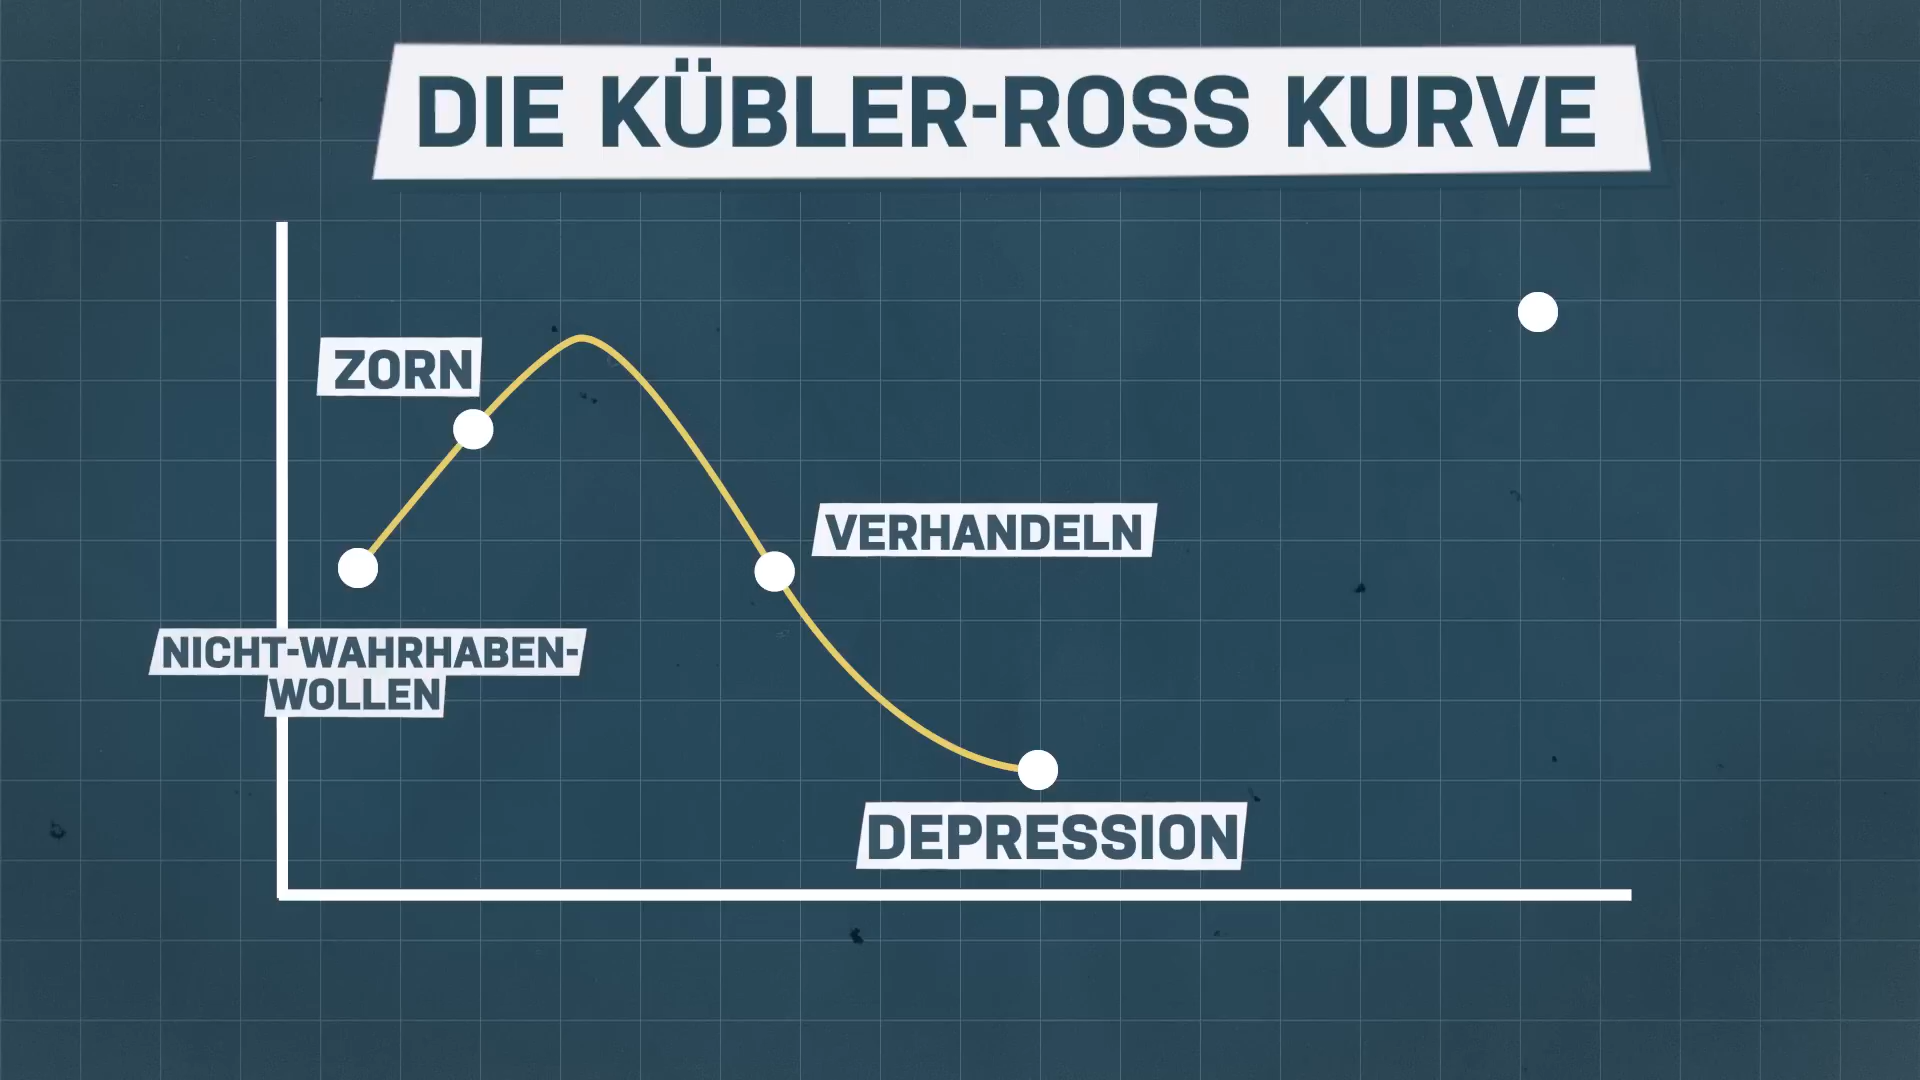 DIE KÜBLER-ROSS KURVE
ZORN
VERHANDELN
NICHT-WAHRHABEN-
WOLLEN
DEPRESSION